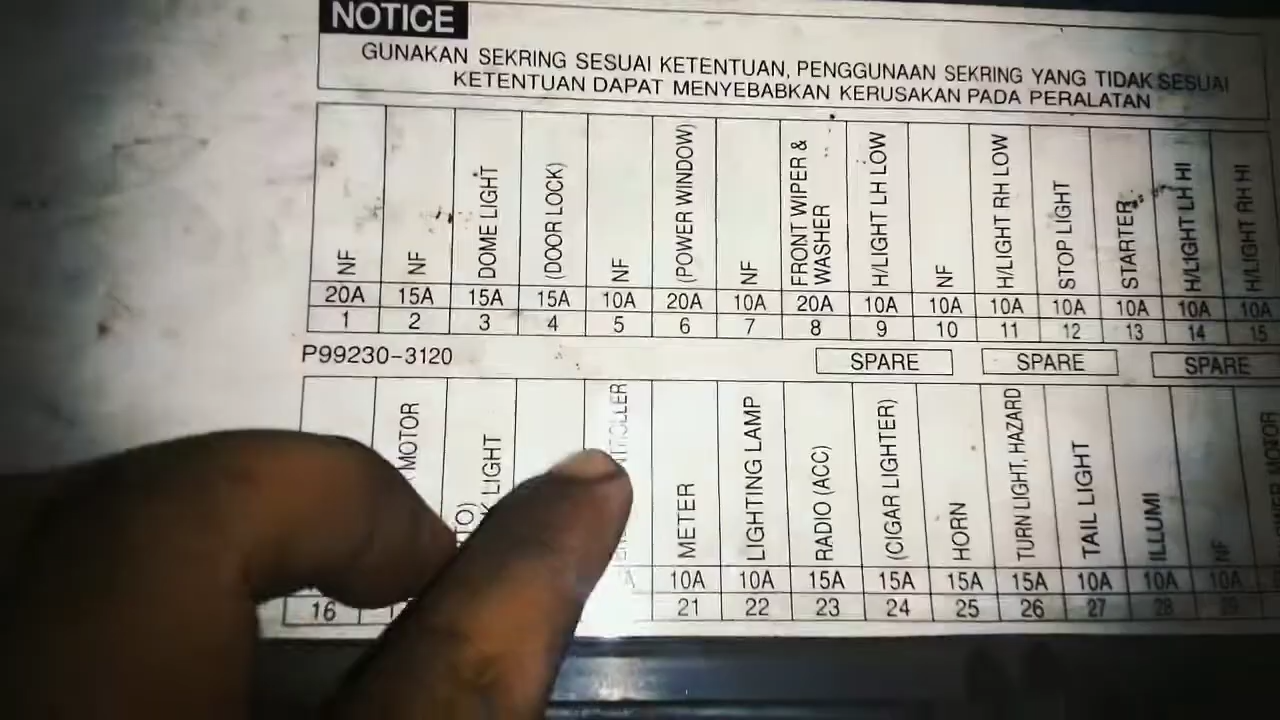 NOTICE
GUNAKAN SEKRING SESUAI KETENTUAN, PENGGUNAAN SEKRING YANG TIDAK SESUAI
KETENTUAN DAPAT MENYEBABKAN KERUSAKAN PADA PERALATAN
NF
NF
DOME LIGHT
(DOOR LOCK)
NF
(POWER WINDOW)
NF
FRONT WIPER &
WASHER
H/LIGHT LH LOW
NF
H/LIGHT RH LOW
STOP LIGHT
STARTER
H/LIGHT LH HI
H/LIGHT RH HI
20A 15A 15A 15A 10A 20A 10A 20A 10A 10A 10A 10A 10A 10A 10A
1 2 3 4 5 6 7 8 9 10 11 12 13 14 15
P99230-3120 SPARE SPARE SPARE
MOTOR
LIGHT
METER
LIGHTING LAMP
RADIO (ACC)
(CIGAR LIGHTER)
HORN
TURN LIGHT, HAZARD
TAIL LIGHT
ILLUMI
NF
MOTOR
10A 10A 15A 15A 15A 15A 10A 10A 10A
16 21 22 23 24 25 26 27 28 29